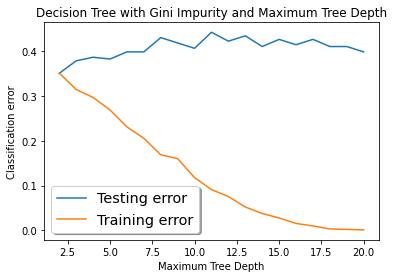 Decision Tree with Gini Impurity and Maximum Tree Depth
Classification error
0.4
0.3
0.2
0.1
0.0
Testing error
Training error
2.5 5.0 7.5 10.0 12.5 15.0 17.5 20.0
Maximum Tree Depth